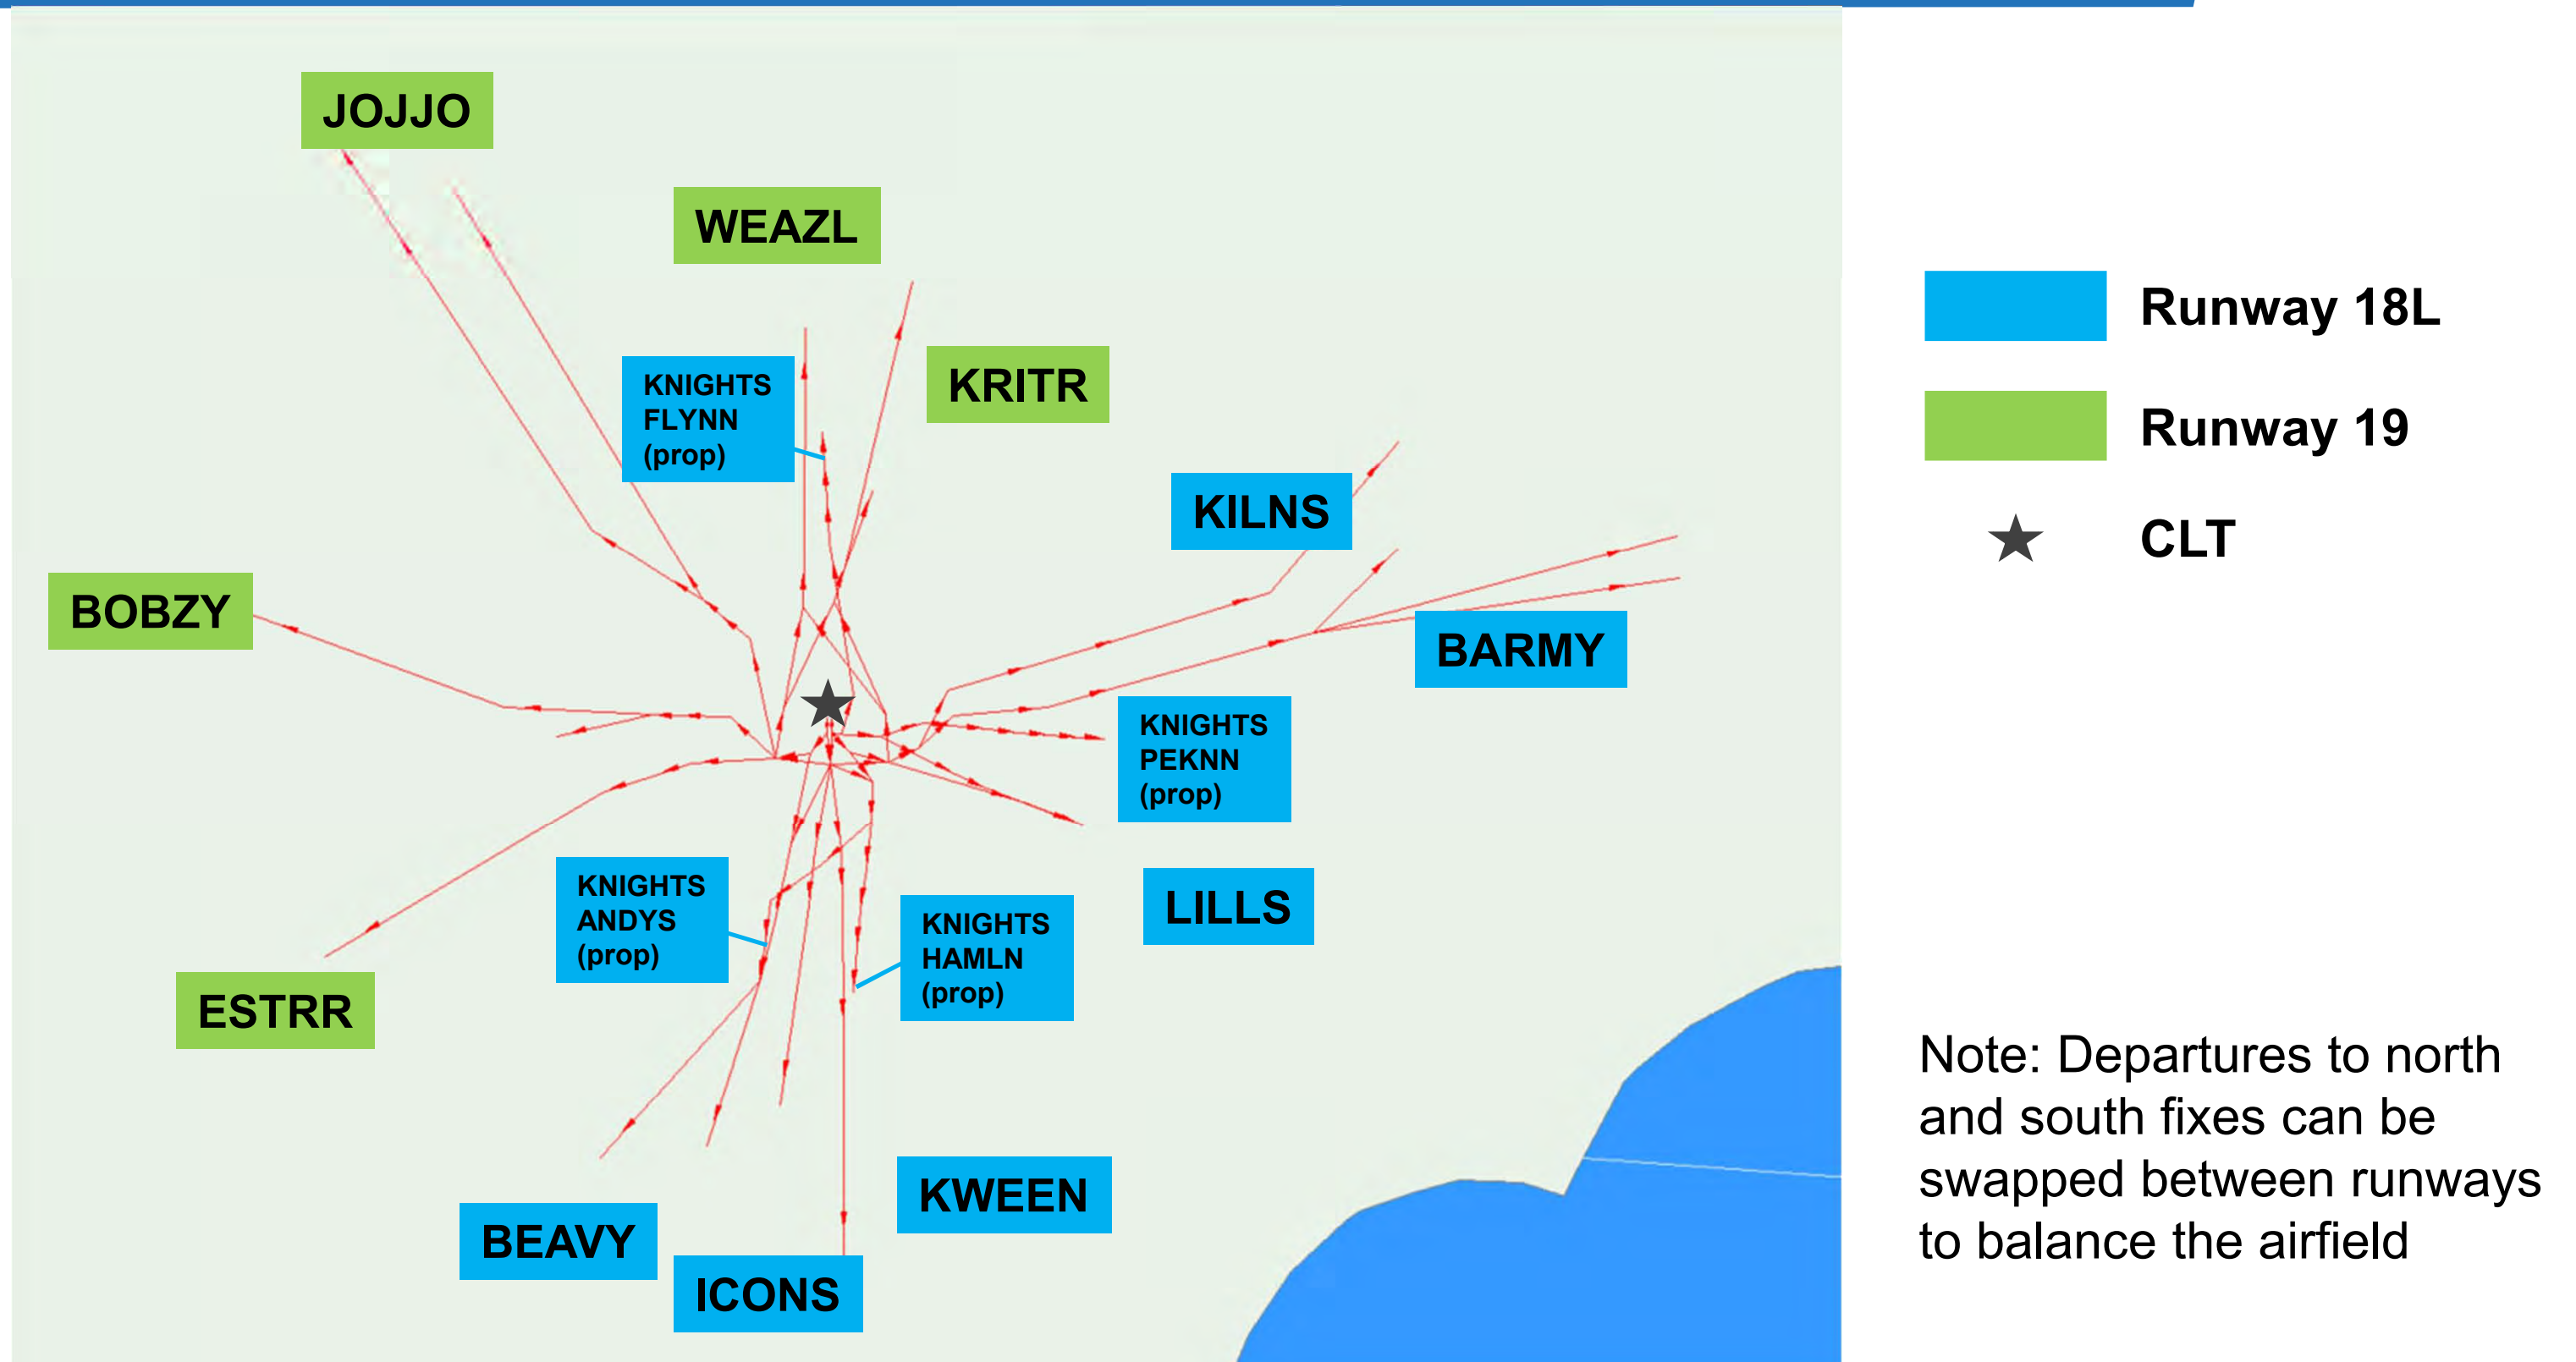 JOJJO
WEAZL
KNIGHTS
FLYNN
(prop)
KRITR
KILNS
BOBZY
BARMY
KNIGHTS
PEKNN
(prop)
KNIGHTS
ANDYS
(prop)
KNIGHTS
HAMLN
(prop)
LILLS
ESTRR
KWEEN
BEAVY
ICONS
Runway 18L
Runway 19
CLT
Note: Departures to north
and south fixes can be
swapped between runways
to balance the airfield